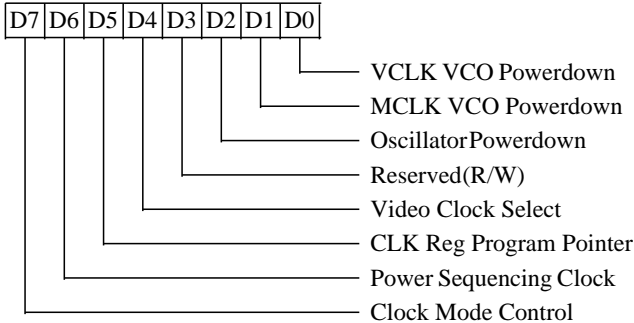 D7 D6 D5 D4 D3 D2 D1 D0
VCLK VCO Powerdown
MCLK VCO Powerdown
OscillatorPowerdown
Reserved(R/W)
Video Clock Select
CLK Reg Program Pointer
Power Sequencing Clock
Clock Mode Control